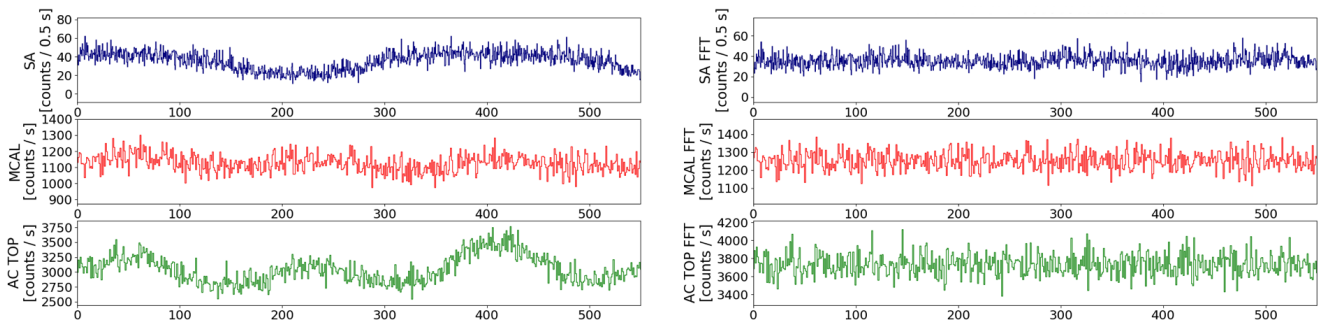 SA
[counts / 0.5 s]
80
60
40
20
0
0 100 200 300 400 500
MCAL
[counts / s]
1400
1300
1200
1100
1000
900
0 100 200 300 400 500
AC TOP
[counts / s]
3750
3500
3250
3000
2750
2500
0 100 200 300 400 500
SA FFT
[counts / 0.5 s]
60
40
20
0
0 100 200 300 400 500
MCAL FFT
[counts / s]
1400
1300
1200
1100
0 100 200 300 400 500
AC TOP FFT
[counts / s]
4200
4000
3800
3600
3400
0 100 200 300 400 500